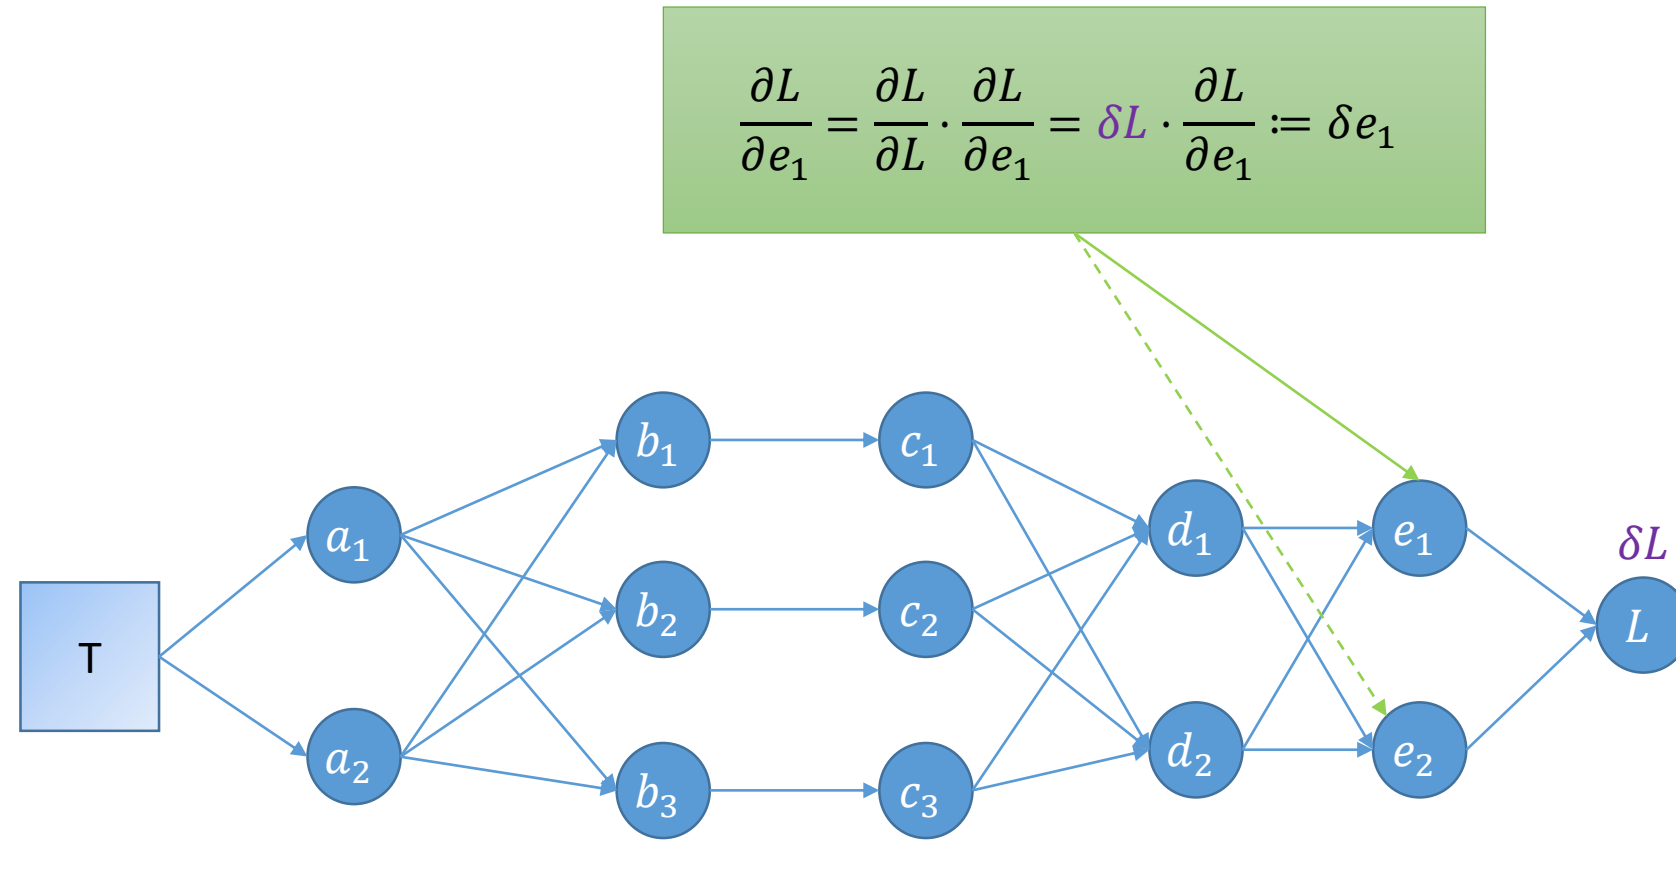 ∂L/∂e₁ = ∂L/∂L · ∂L/∂e₁ = δL · ∂L/∂e₁ ≔ δe₁
b₁
c₁
a₁
d₁
e₁
δL
b₂
c₂
L
T
a₂
d₂
e₂
b₃
c₃